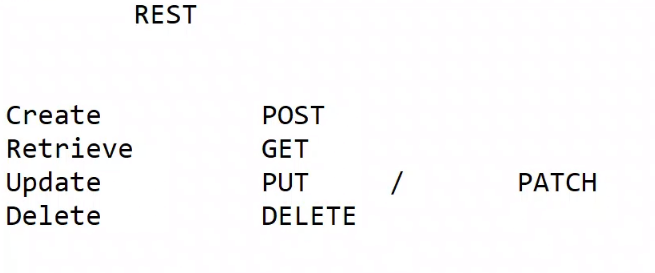 REST
Create POST
Retrieve GET
Update PUT / PATCH
Delete DELETE